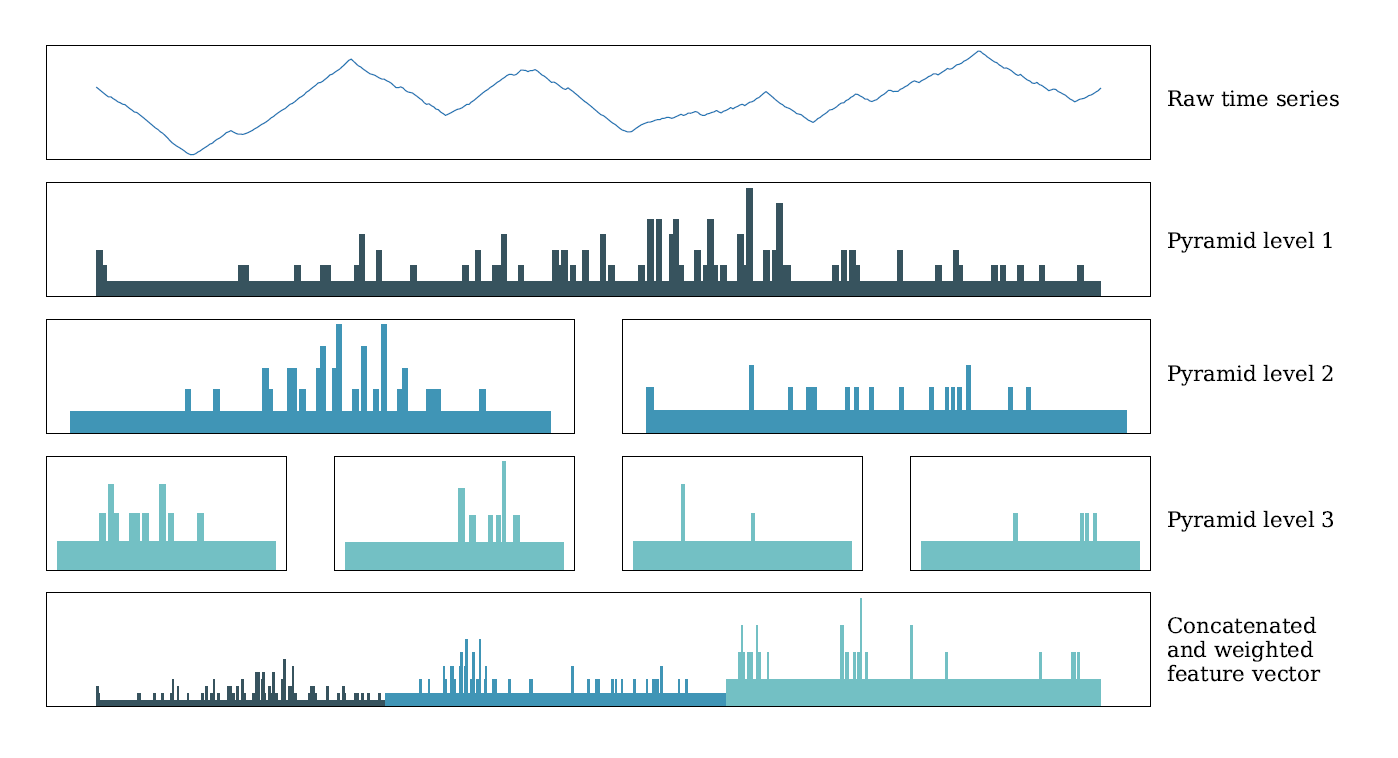 Raw time series
Pyramid level 1
Pyramid level 2
Pyramid level 3
Concatenated
and weighted
feature vector